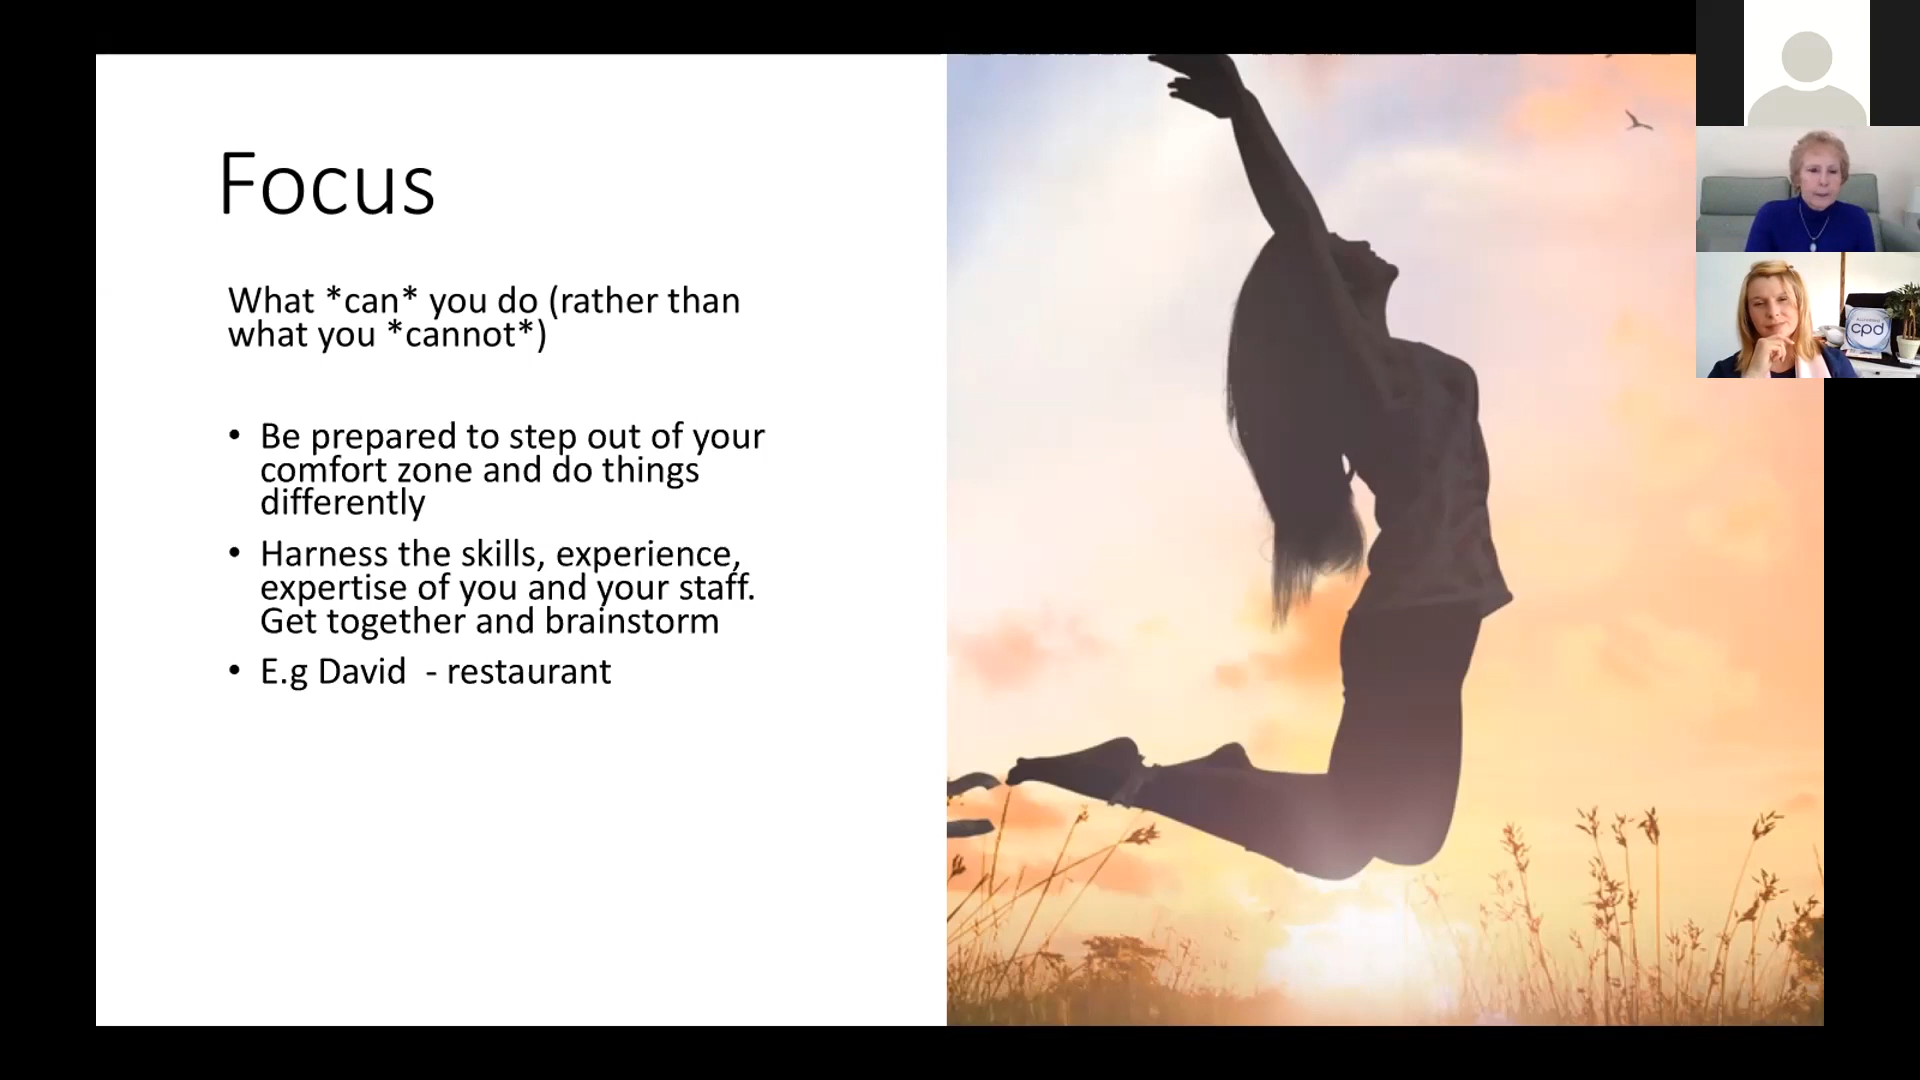 Focus
What *can* you do (rather than
what you *cannot*)
• Be prepared to step out of your
comfort zone and do things
differently
• Harness the skills, experience,
expertise of you and your staff.
Get together and brainstorm
• E.g David  - restaurant
cpd